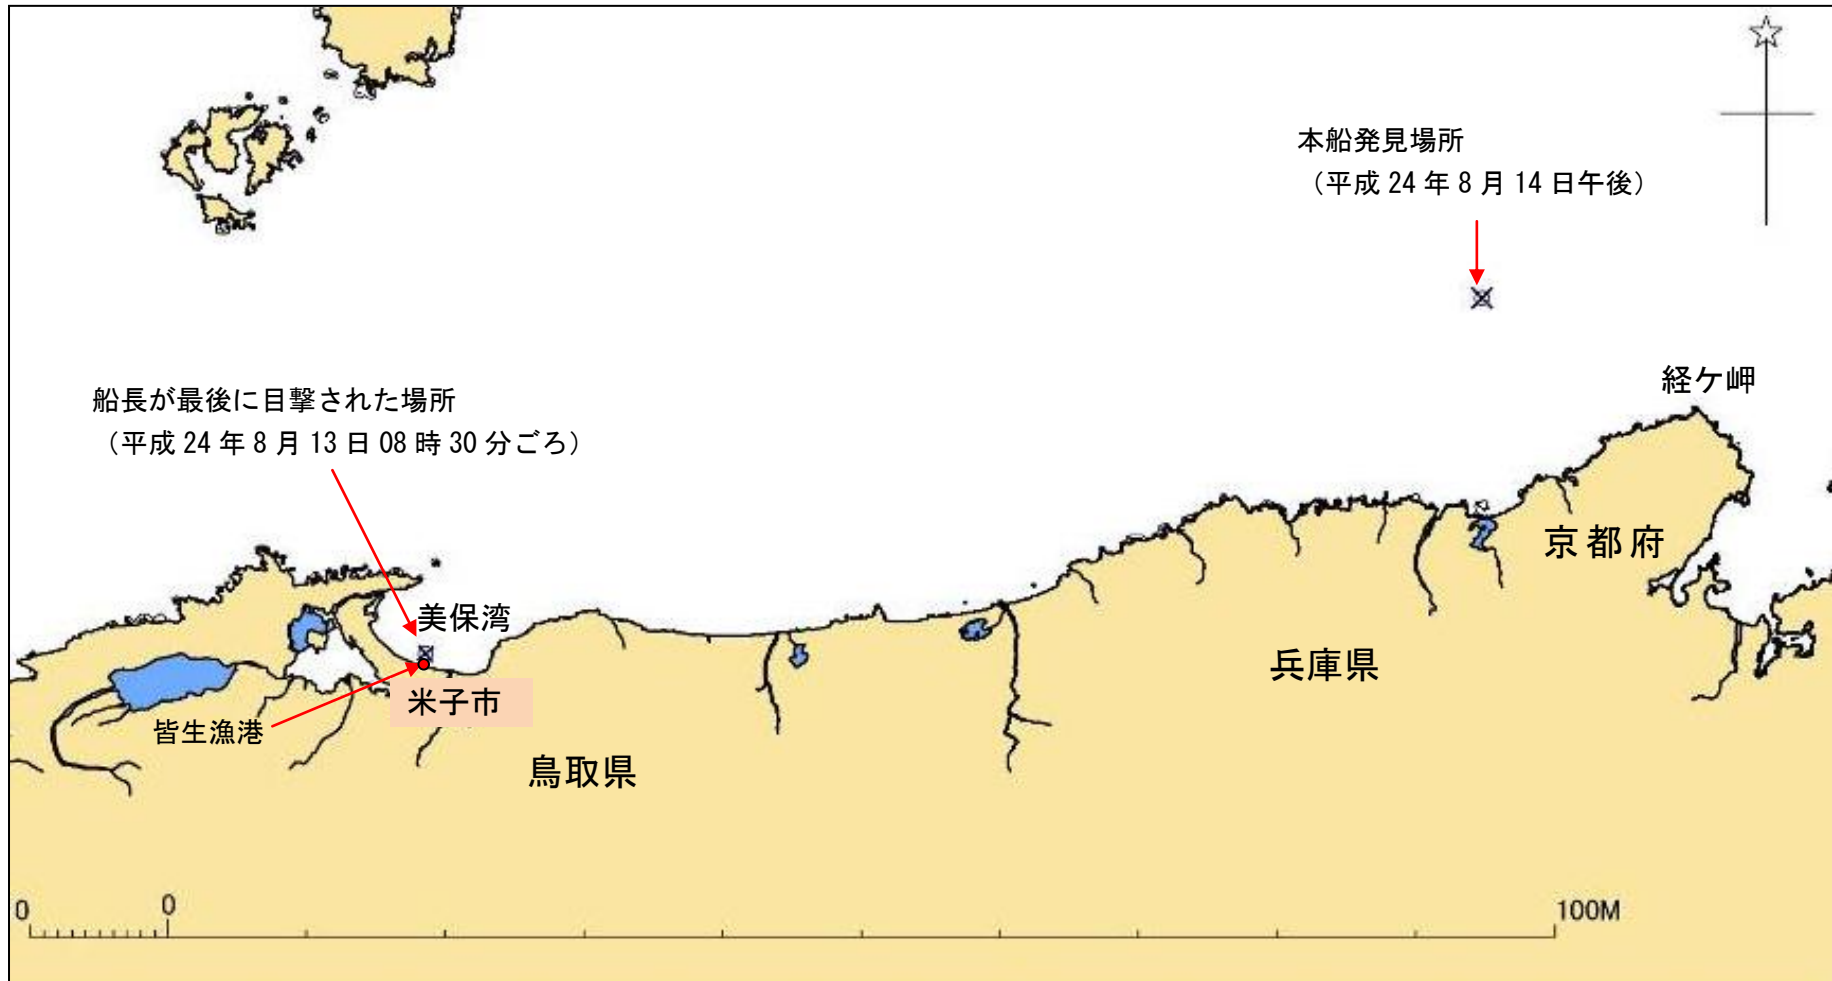 本船発見場所
（平成 24 年 8 月 14 日午後）
経ケ岬
船長が最後に目撃された場所
（平成 24 年 8 月 13 日 08 時 30 分ごろ）
京都府
美保湾
兵庫県
米子市
皆生漁港
鳥取県
0 0 100M